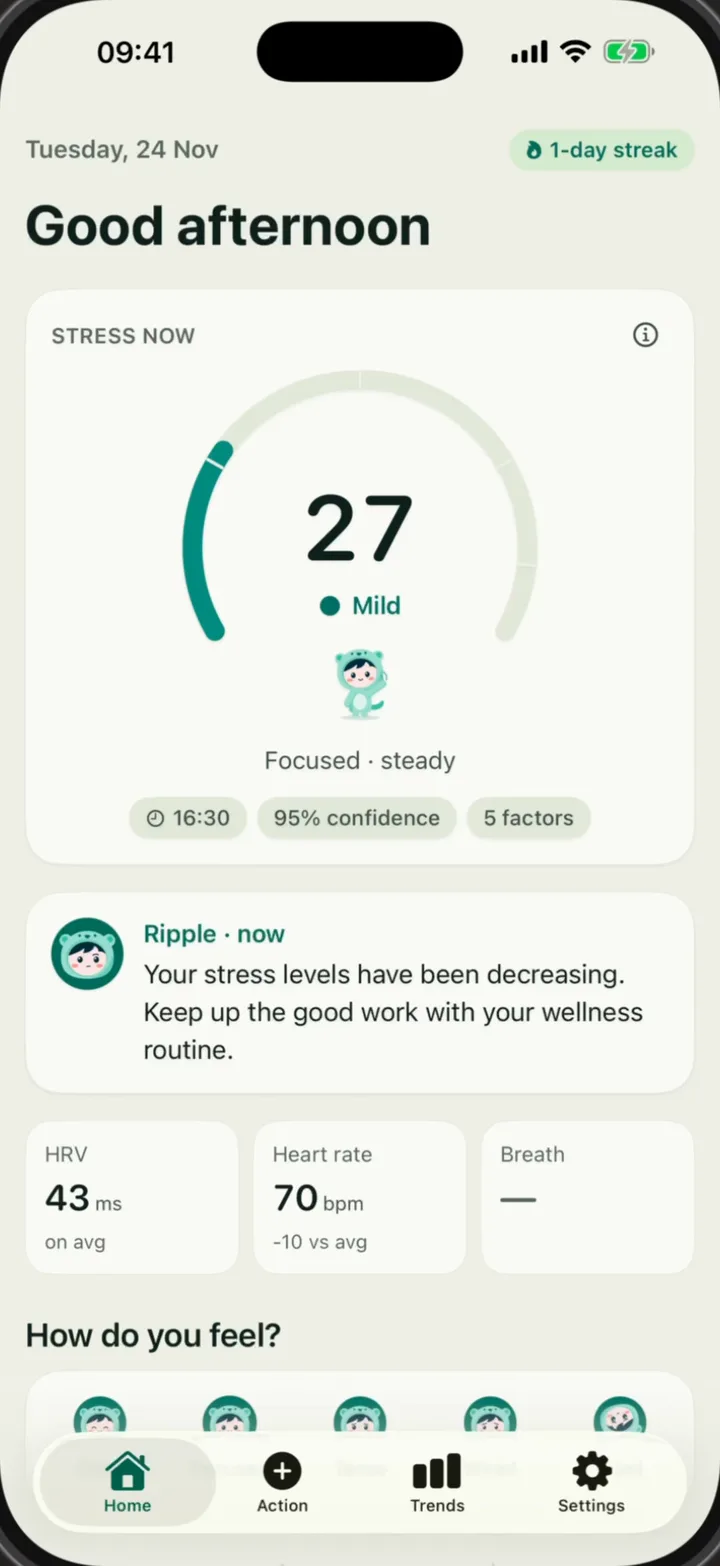 09:41
Tuesday, 24 Nov
1-day streak
Good afternoon
STRESS NOW
27
Mild
Focused · steady
16:30
95% confidence
5 factors
Ripple · now
Your stress levels have been decreasing.
Keep up the good work with your wellness
routine.
HRV
43 ms
on avg
Heart rate
70 bpm
-10 vs avg
Breath
—
How do you feel?
Home
Action
Trends
Settings